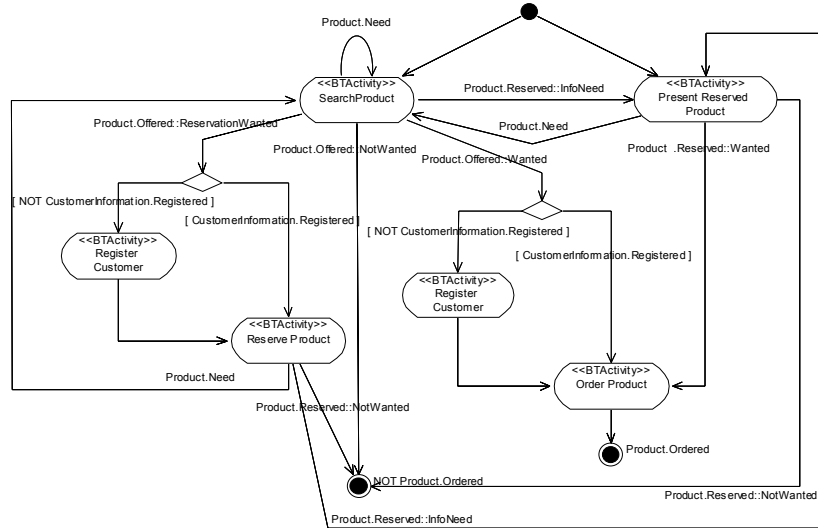 Product.Need
<<BTActivity>>
SearchProduct
Product.Reserved::InfoNeed
<<BTActivity>>
Present Reserved
Product
Product.Offered::ReservationWanted
Product.Need
Product.Offered::NotWanted
Product.Offered::Wanted
Product .Reserved::Wanted
[ NOT CustomerInformation.Registered ]
[ CustomerInformation.Registered ]
[ NOT CustomerInformation.Registered ]
[ CustomerInformation.Registered ]
<<BTActivity>>
Register
Customer
<<BTActivity>>
Register
Customer
<<BTActivity>>
Reserve Product
<<BTActivity>>
Order Product
Product.Need
Product.Reserved::NotWanted
Product.Ordered
NOT Product.Ordered
Product.Reserved::NotWanted
Product.Reserved::InfoNeed